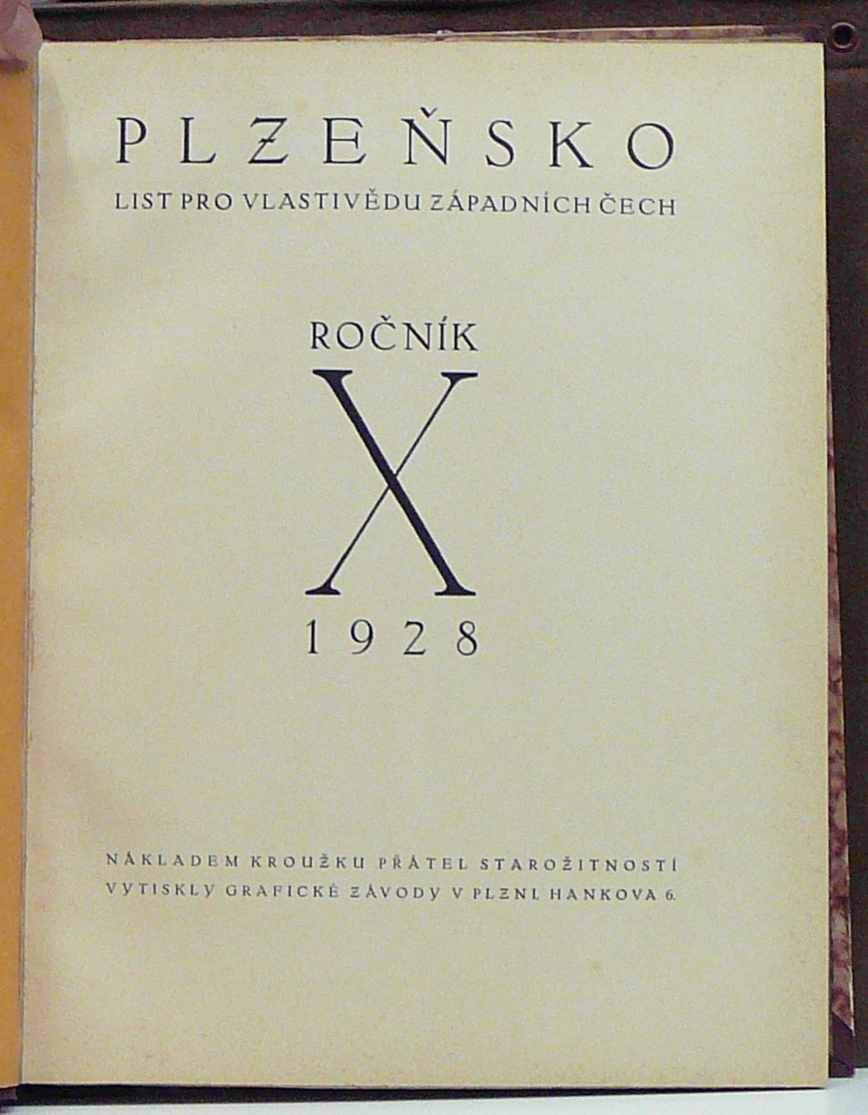 PLZEŇSKO
LIST PRO VLASTIVĚDU ZÁPADNÍCH ČECH
ROČNÍK
X
1928
NÁKLADEM KROUŽKU PŘÁTEL STAROŽITNOSTÍ
VYTISKLY GRAFICKÉ ZÁVODY V PLZNI, HANKOVA 6.